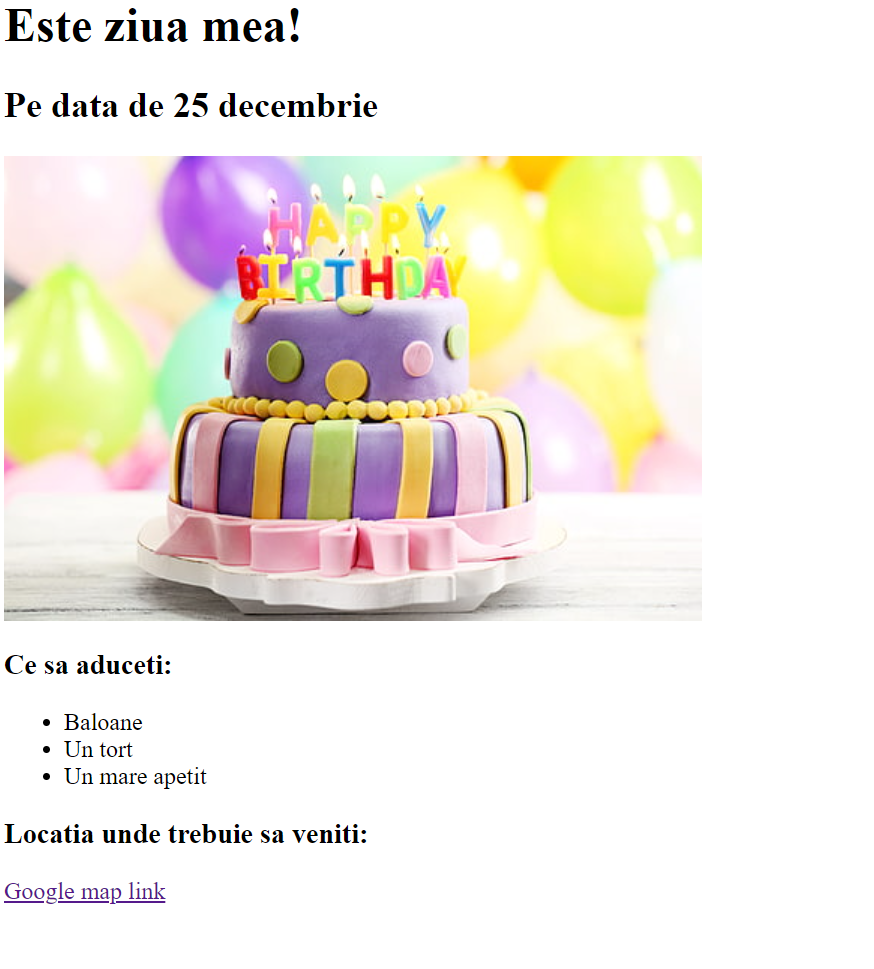 Este ziua mea!
Pe data de 25 decembrie
HAPPY
BIRTHDAY
Ce sa aduceti:
Baloane
Un tort
Un mare apetit
Locatia unde trebuie sa veniti:
Google map link